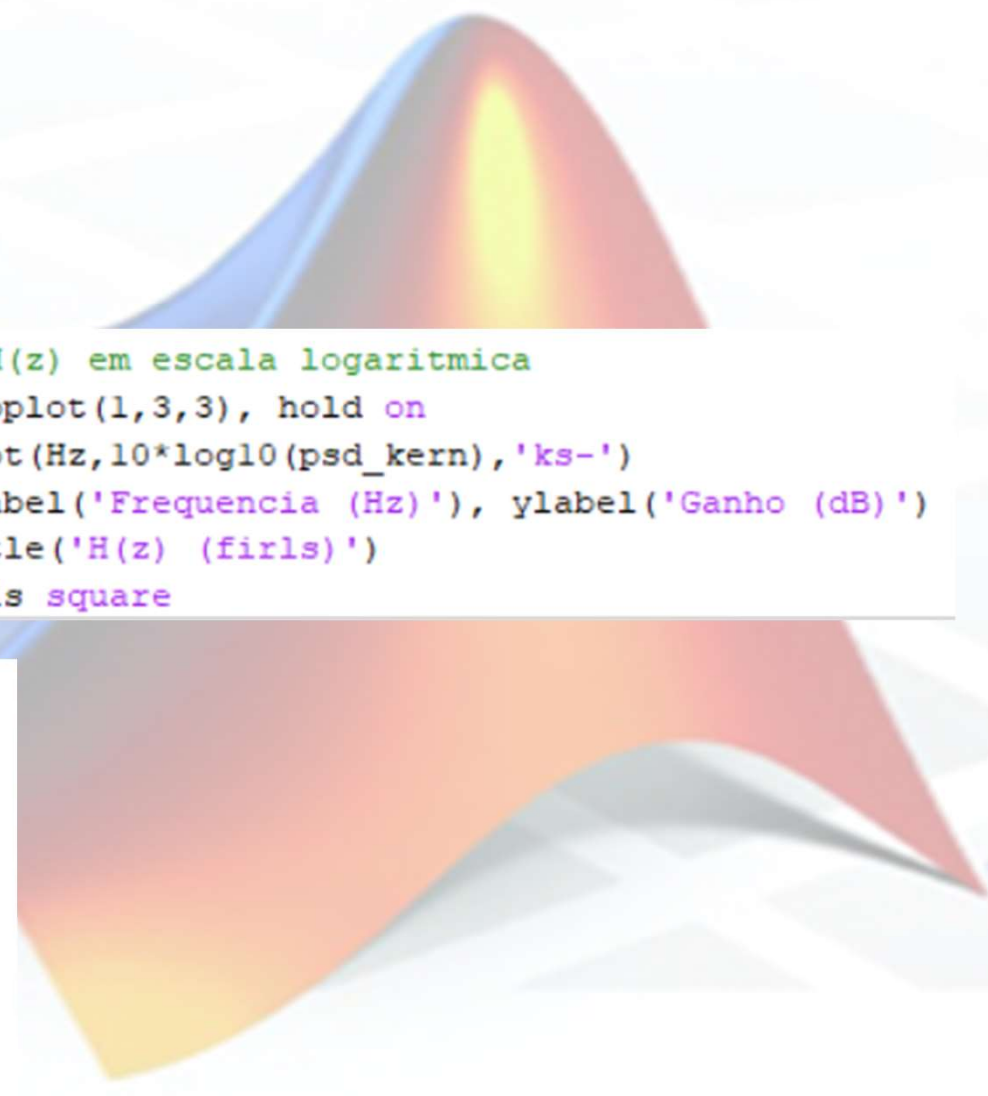 (z) em escala logaritmica
plot(1,3,3), hold on
t(Hz,10*log10(psd_kern),'ks-')
bel('Frequencia (Hz)'), ylabel('Ganho (dB)')
le('H(z) (firls)')
s square